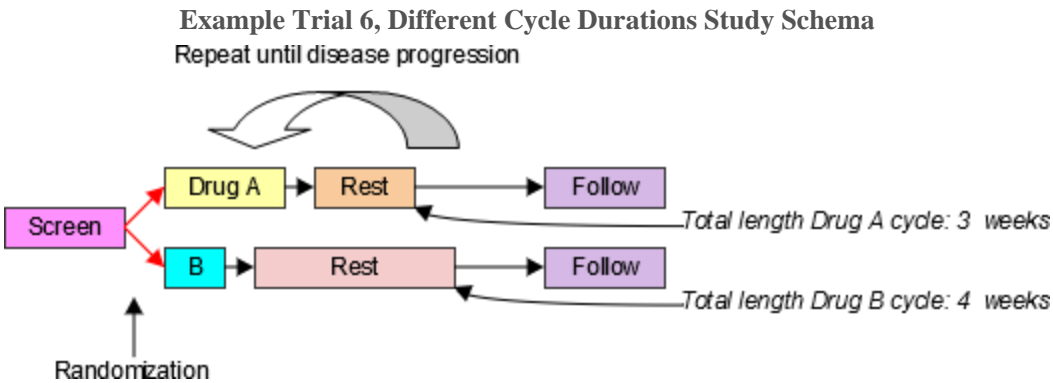 Example Trial 6, Different Cycle Durations Study Schema
Repeat until disease progression
Drug A
Rest
Follow
Screen
Total length Drug A cycle: 3 weeks
B
Rest
Follow
Total length Drug B cycle: 4 weeks
Randomization